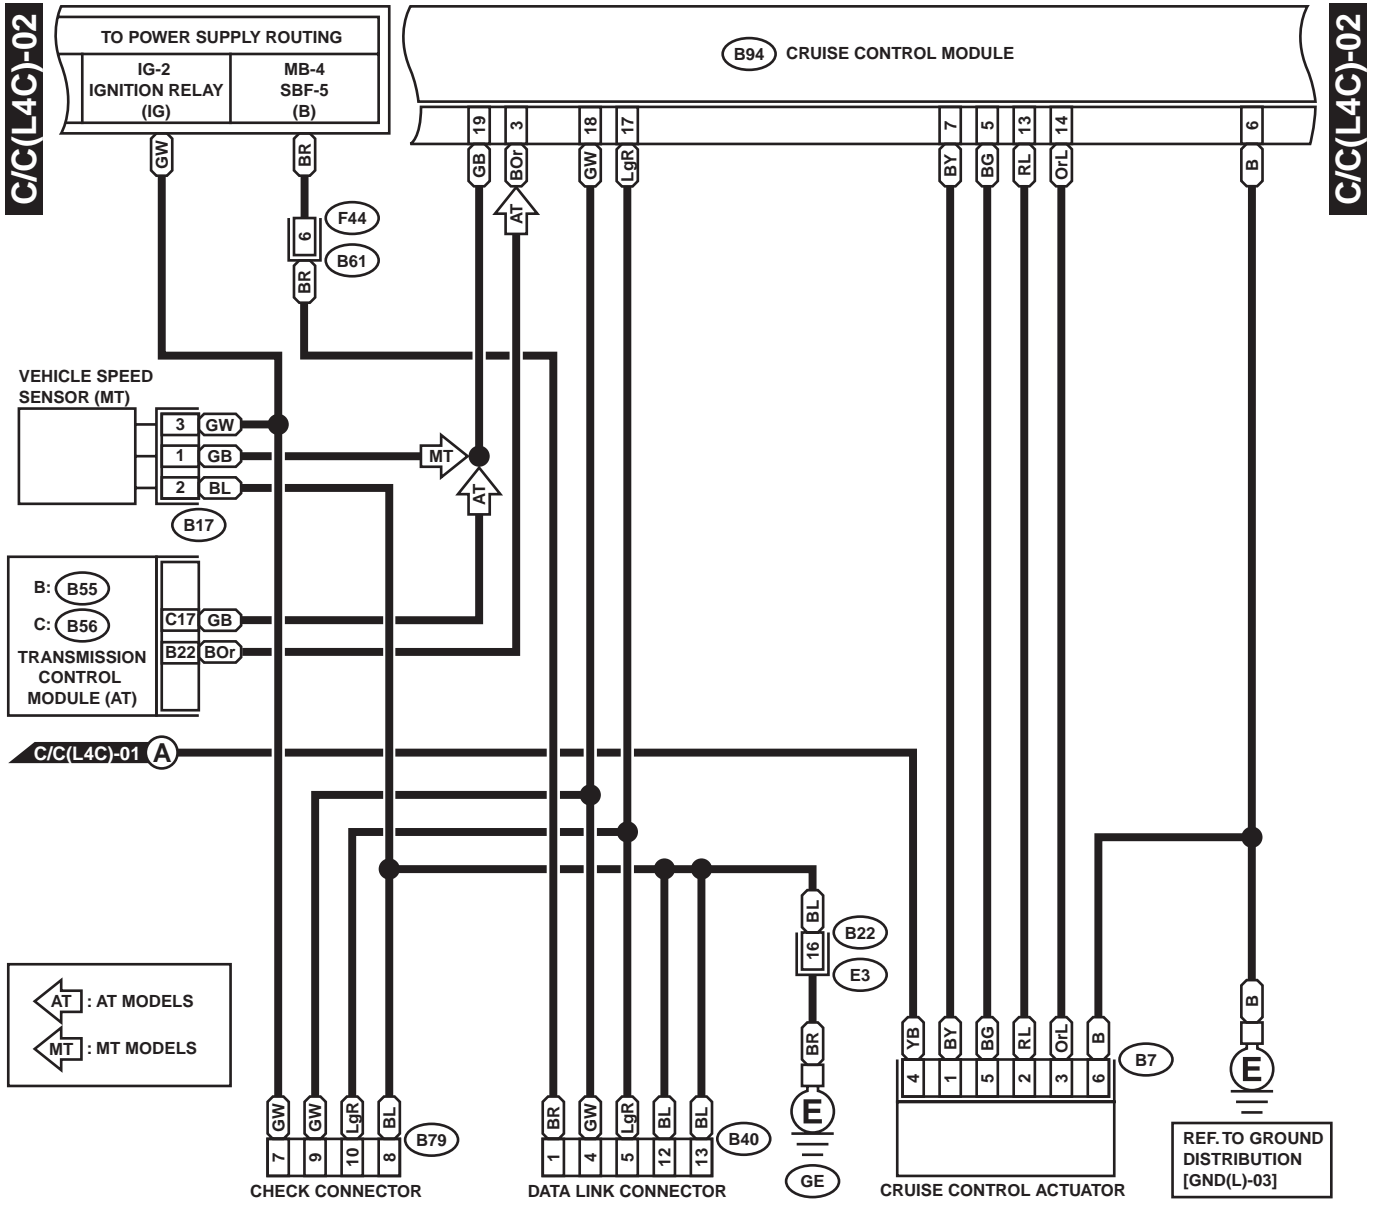 C/C(L4C)-02
C/C(L4C)-02
TO POWER SUPPLY ROUTING
IG-2
IGNITION RELAY
(IG)
MB-4
SBF-5
(B)
B94 CRUISE CONTROL MODULE
19 3 18 17 7 5 13 14 6
GW BR GB BOr GW LgR BY BG RL OrL B
AT
6
F44
B61
BR
VEHICLE SPEED
SENSOR (MT)
3 GW
1 GB
2 BL
MT
AT
B17
B: B55
C: B56
TRANSMISSION
CONTROL
MODULE (AT)
C17 GB
B22 BOr
C/C(L4C)-01 A
BL
16
B22
E3
BR
E
GE
AT : AT MODELS
MT : MT MODELS
GW GW LgR BL
7 9 10 8
B79
CHECK CONNECTOR
BR GW LgR BL BL
1 4 5 12 13
B40
DATA LINK CONNECTOR
YB BY BG RL OrL B
4 1 5 2 3 6
B7
CRUISE CONTROL ACTUATOR
B
E
REF. TO GROUND
DISTRIBUTION
[GND(L)-03]